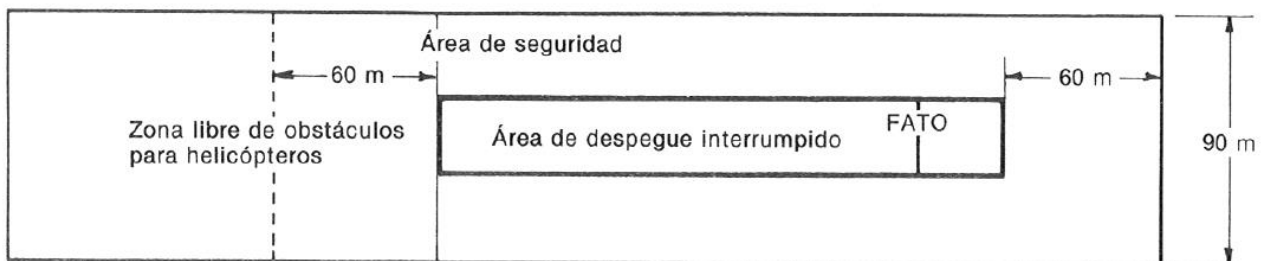 Área de seguridad
60 m
60 m
Zona libre de obstáculos
para helicópteros
Área de despegue interrumpido
FATO
90 m